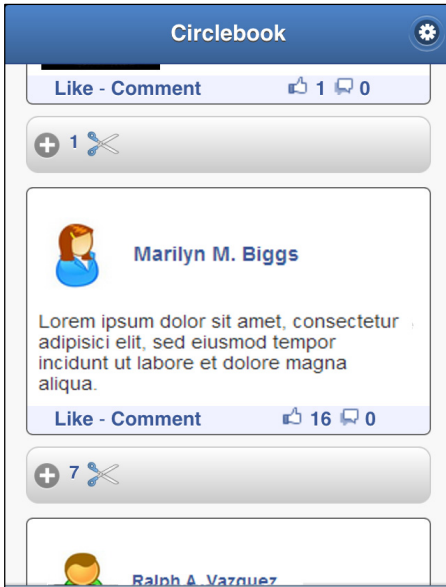 Circlebook
Like - Comment 1 0
1
Marilyn M. Biggs
Lorem ipsum dolor sit amet, consectetur
adipisici elit, sed eiusmod tempor
incidunt ut labore et dolore magna
aliqua.
Like - Comment 16 0
7
Ralph A. Vazquez